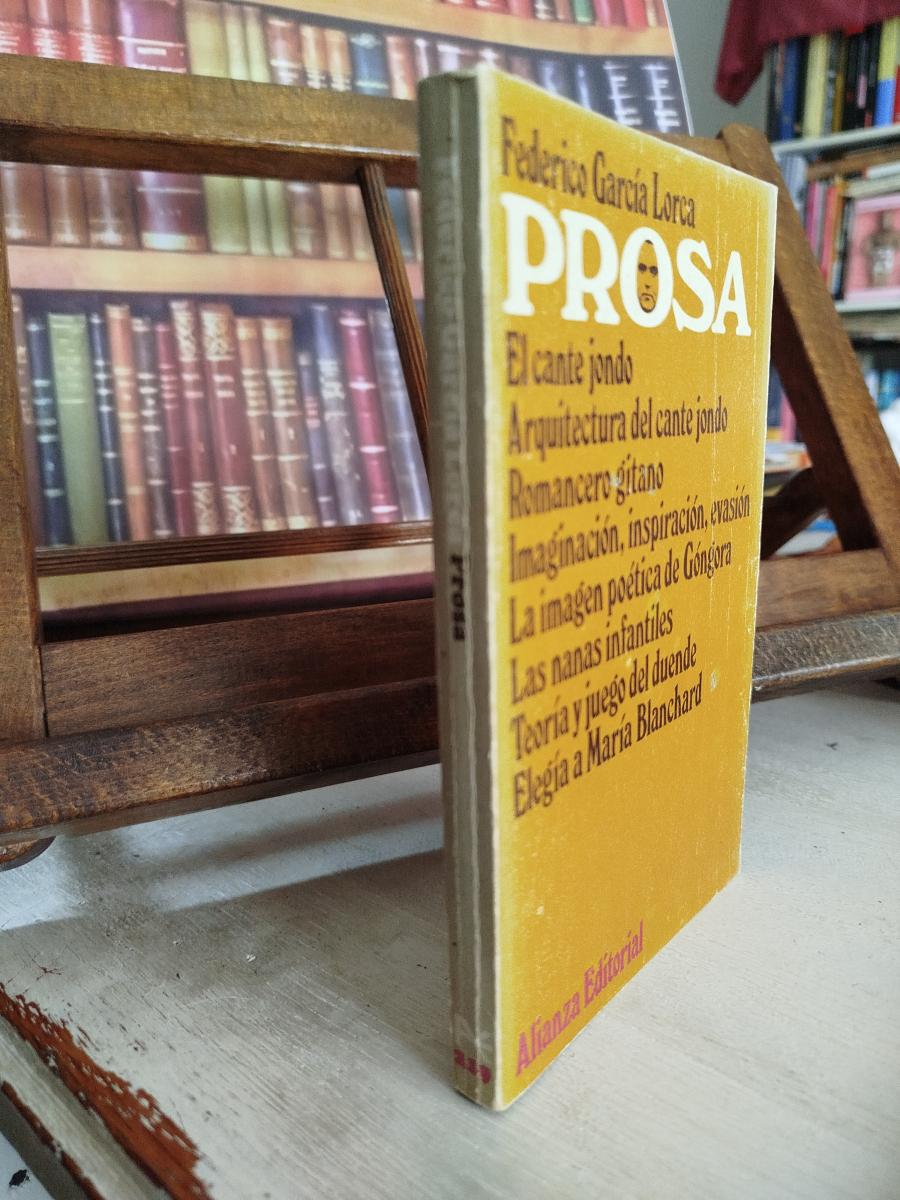 Federico García Lorca
PROSA
El cante jondo
Arquitectura del cante jondo
Romancero gitano
Imaginación, inspiración, evasión
La imagen poética de Góngora
Las nanas infantiles
Teoría y juego del duende
Elegía a María Blanchard
Alianza Editorial
Prosa
219